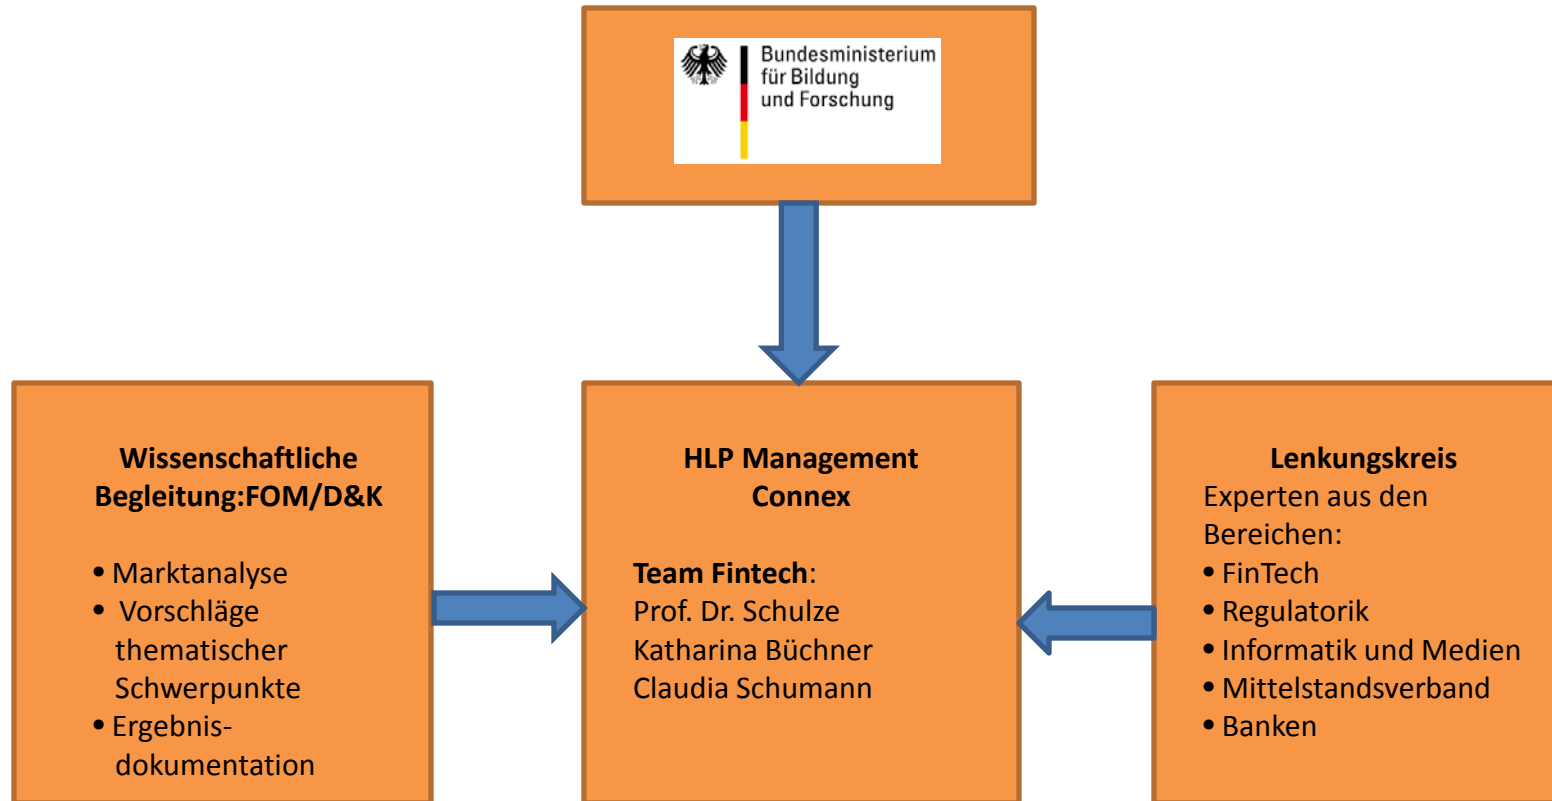 Bundesministerium
für Bildung
und Forschung
Wissenschaftliche
Begleitung:FOM/D&K
• Marktanalyse
• Vorschläge
thematischer
Schwerpunkte
• Ergebnis-
dokumentation
HLP Management
Connex
Team Fintech:
Prof. Dr. Schulze
Katharina Büchner
Claudia Schumann
Lenkungskreis
Experten aus den
Bereichen:
• FinTech
• Regulatorik
• Informatik und Medien
• Mittelstandsverband
• Banken